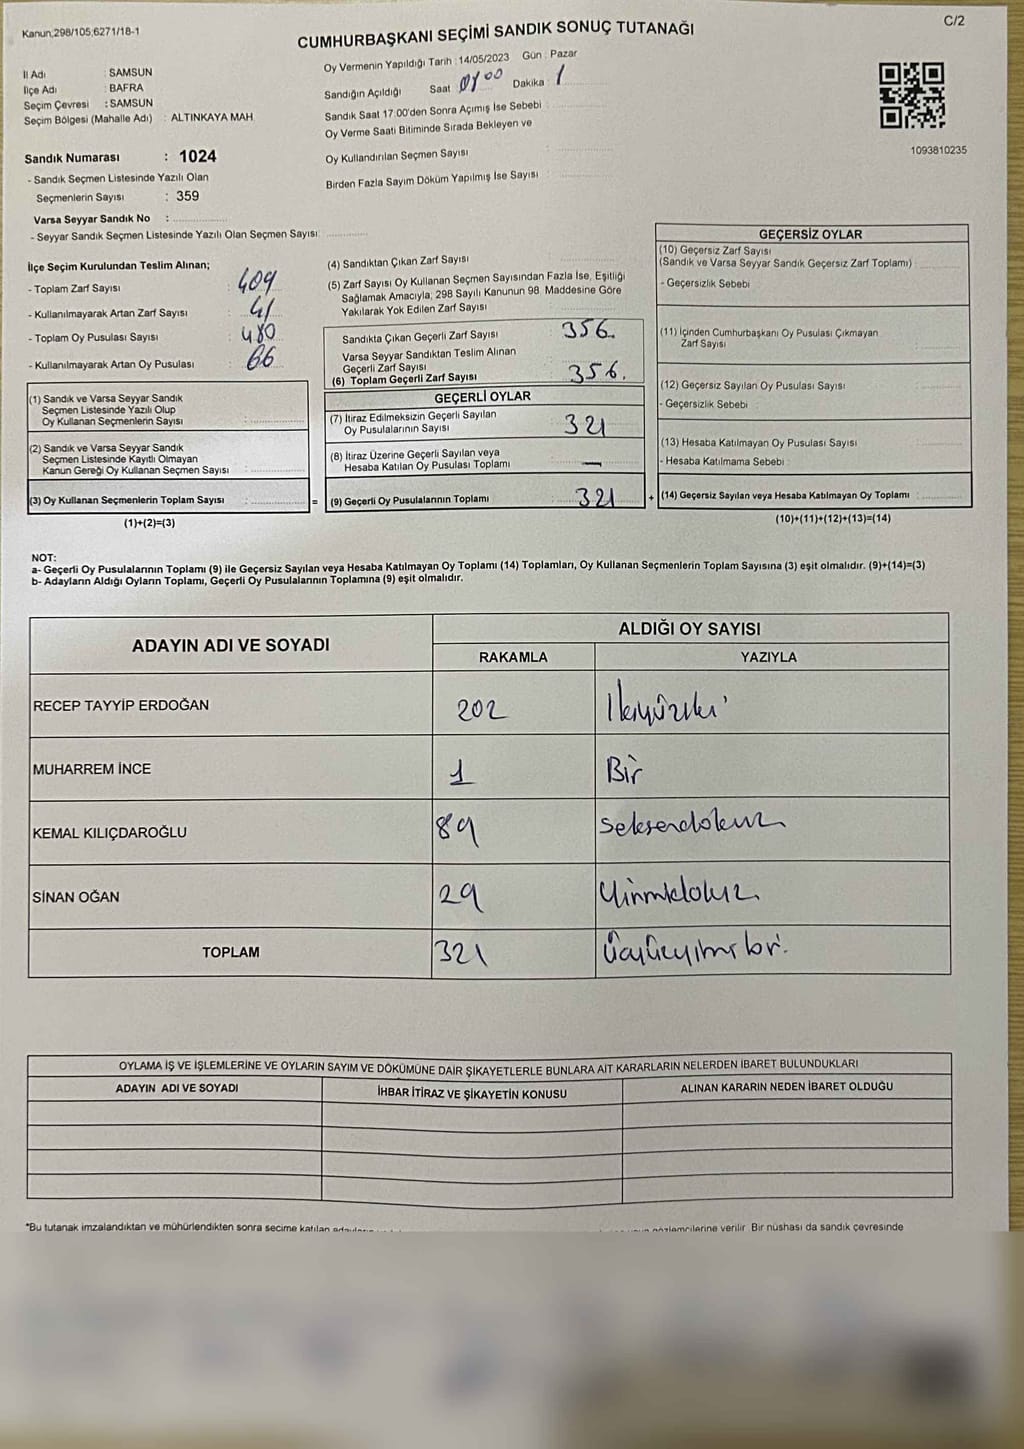 Kanun,298/105,6271/18-1
C/2
CUMHURBAŞKANI SEÇİMİ SANDIK SONUÇ TUTANAĞI
İl Adı : SAMSUN
İlçe Adı : BAFRA
Seçim Çevresi : SAMSUN
Seçim Bölgesi (Mahalle Adı) : ALTINKAYA MAH.
Sandık Numarası : 1024
- Sandık Seçmen Listesinde Yazılı Olan
Seçmenlerin Sayısı : 359
Varsa Seyyar Sandık No :
- Seyyar Sandık Seçmen Listesinde Yazılı Olan Seçmen Sayısı:
Oy Vermenin Yapıldığı Tarih : 14/05/2023 Gün : Pazar
Sandığın Açıldığı Saat Dakika : 1
Sandık Saat 17:00'den Sonra Açımış İse Sebebi :
Oy Verme Saati Bitiminde Sırada Bekleyen ve
Oy Kullandırılan Seçmen Sayısı :
Birden Fazla Sayım Döküm Yapılmış İse Sayısı :
1093810235
İlçe Seçim Kurulundan Teslim Alınan;
- Toplam Zarf Sayısı : 409
- Kullanılmayarak Artan Zarf Sayısı : 41
- Toplam Oy Pusulası Sayısı : 480
- Kullanılmayarak Artan Oy Pusulası : 66
(1) Sandık ve Varsa Seyyar Sandık
Seçmen Listesinde Yazılı Olup
Oy Kullanan Seçmenlerin Sayısı :
(2) Sandık ve Varsa Seyyar Sandık
Seçmen Listesinde Kayıtlı Olmayan
Kanun Gereği Oy Kullanan Seçmen Sayısı :
(3) Oy Kullanan Seçmenlerin Toplam Sayısı : =
(1)+(2)=(3)
(4) Sandıktan Çıkan Zarf Sayısı :
(5) Zarf Sayısı Oy Kullanan Seçmen Sayısından Fazla İse, Eşitliği
Sağlamak Amacıyla; 298 Sayılı Kanunun 98. Maddesine Göre
Yakılarak Yok Edilen Zarf Sayısı :
Sandıkta Çıkan Geçerli Zarf Sayısı : 356.
Varsa Seyyar Sandıktan Teslim Alınan
Geçerli Zarf Sayısı
(6) Toplam Geçerli Zarf Sayısı : 356.
GEÇERLİ OYLAR
(7) İtiraz Edilmeksizin Geçerli Sayılan
Oy Pusulalarının Sayısı : 321
(8) İtiraz Üzerine Geçerli Sayılan veya
Hesaba Katılan Oy Pusulası Toplamı : —
(9) Geçerli Oy Pusulalarının Toplamı : 321 +
GEÇERSİZ OYLAR
(10) Geçersiz Zarf Sayısı
(Sandık ve Varsa Seyyar Sandık Geçersiz Zarf Toplamı) :
- Geçersizlik Sebebi :
(11) İçinden Cumhurbaşkanı Oy Pusulası Çıkmayan
Zarf Sayısı :
(12) Geçersiz Sayılan Oy Pusulası Sayısı :
- Geçersizlik Sebebi :
(13) Hesaba Katılmayan Oy Pusulası Sayısı :
- Hesaba Katılmama Sebebi :
(14) Geçersiz Sayılan veya Hesaba Katılmayan Oy Toplamı :
(10)+(11)+(12)+(13)=(14)
NOT:
a- Geçerli Oy Pusulalarının Toplamı (9) ile Geçersiz Sayılan veya Hesaba Katılmayan Oy Toplamı (14) Toplamları, Oy Kullanan Seçmenlerin Toplam Sayısına (3) eşit olmalıdır. (9)+(14)=(3)
b- Adayların Aldığı Oyların Toplamı, Geçerli Oy Pusulalarının Toplamına (9) eşit olmalıdır.
ADAYIN ADI VE SOYADI
ALDIĞI OY SAYISI
RAKAMLA YAZIYLA
RECEP TAYYİP ERDOĞAN 202 İkiyüziki
MUHARREM İNCE 1 Bir
KEMAL KILIÇDAROĞLU 89 Seksendokuz
SİNAN OĞAN 29 Yirmidokuz
TOPLAM 321 Üçyüzyirmi bir.
OYLAMA İŞ VE İŞLEMLERİNE VE OYLARIN SAYIM VE DÖKÜMÜNE DAİR ŞİKAYETLERLE BUNLARA AİT KARARLARIN NELERDEN İBARET BULUNDUKLARI
ADAYIN ADI VE SOYADI İHBAR İTİRAZ VE ŞİKAYETİN KONUSU ALINAN KARARIN NEDEN İBARET OLDUĞU
*Bu tutanak imzalandıktan ve mühürlendikten sonra seçime katılan verilir. Bir nüshası da sandık çevresinde